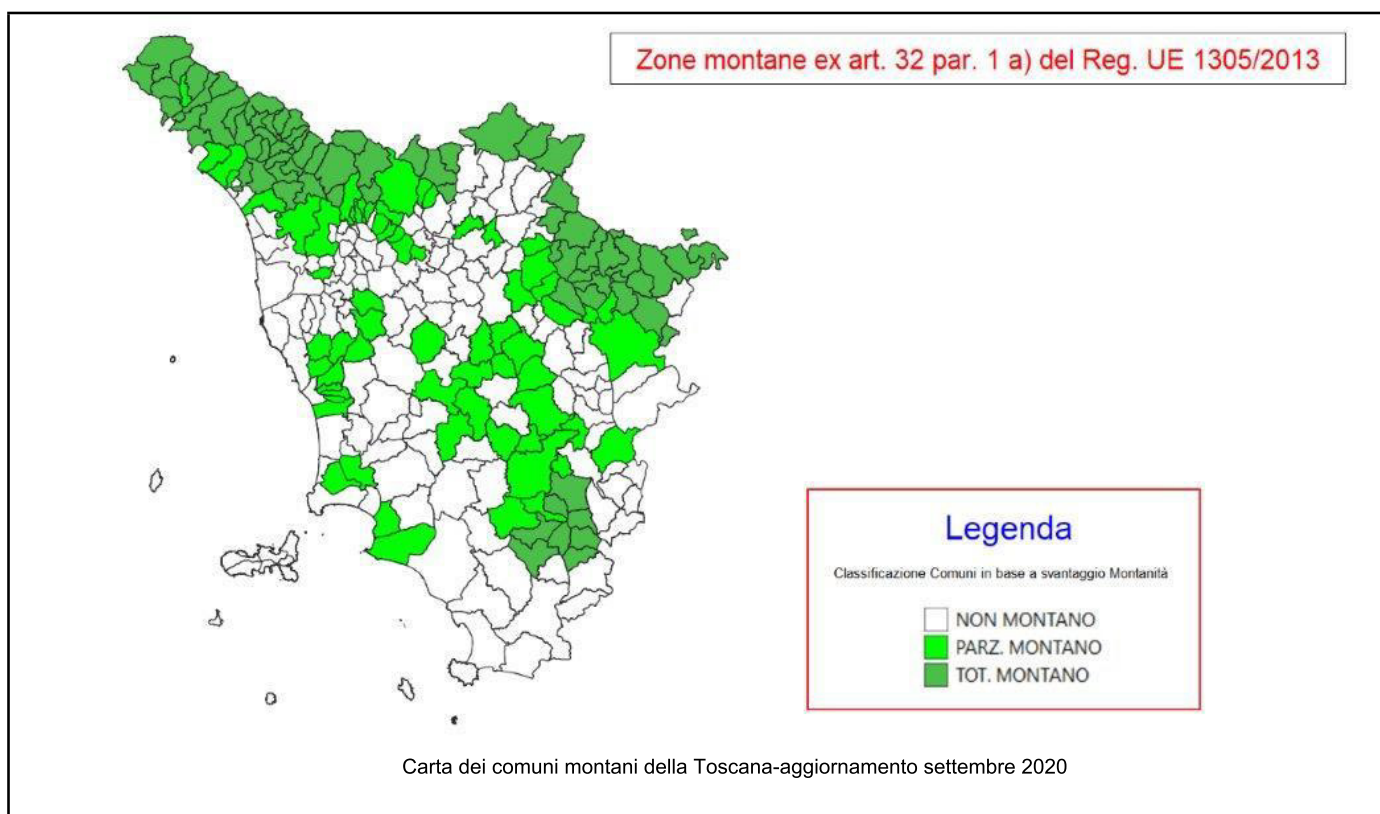 Zone montane ex art. 32 par. 1 a) del Reg. UE 1305/2013
Legenda
Classificazione Comuni in base a svantaggio Montanità
NON MONTANO
PARZ. MONTANO
TOT. MONTANO
Carta dei comuni montani della Toscana-aggiornamento settembre 2020